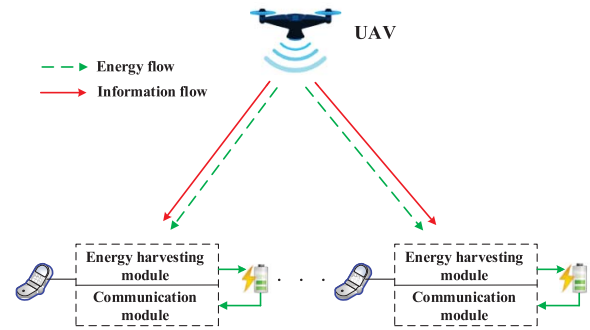 UAV
Energy flow
Information flow
Energy harvesting
module
Communication
module
. . .
Energy harvesting
module
Communication
module